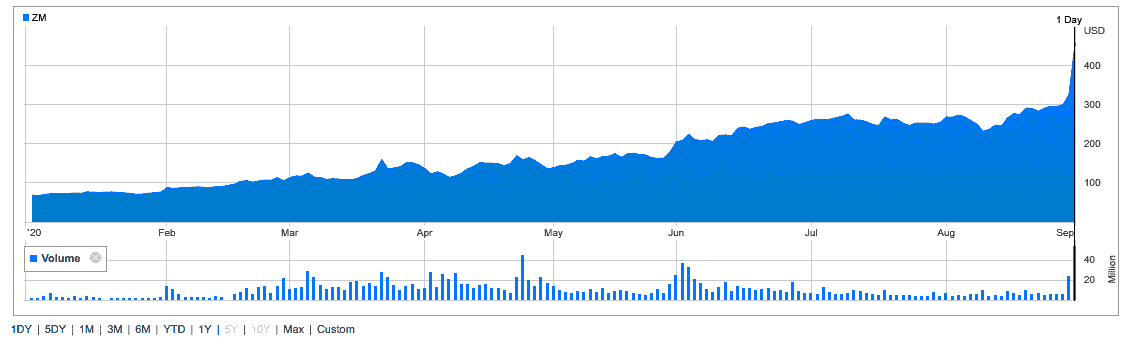 ZM
1 Day
USD
400
300
200
100
'20 Feb Mar Apr May Jun Jul Aug Sep
Volume
40
20
Million
1DY | 5DY | 1M | 3M | 6M | YTD | 1Y | 5Y | 10Y | Max | Custom